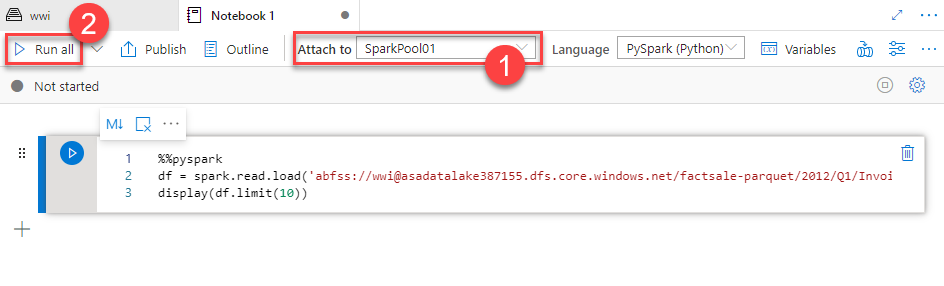 wwi
Notebook 1
2
Run all
Publish
Outline
Attach to
SparkPool01
1
Language
PySpark (Python)
Variables
Not started
M↓
1 %%pyspark
2 df = spark.read.load('abfss://wwi@asadatalake387155.dfs.core.windows.net/factsale-parquet/2012/Q1/Invoi
3 display(df.limit(10))